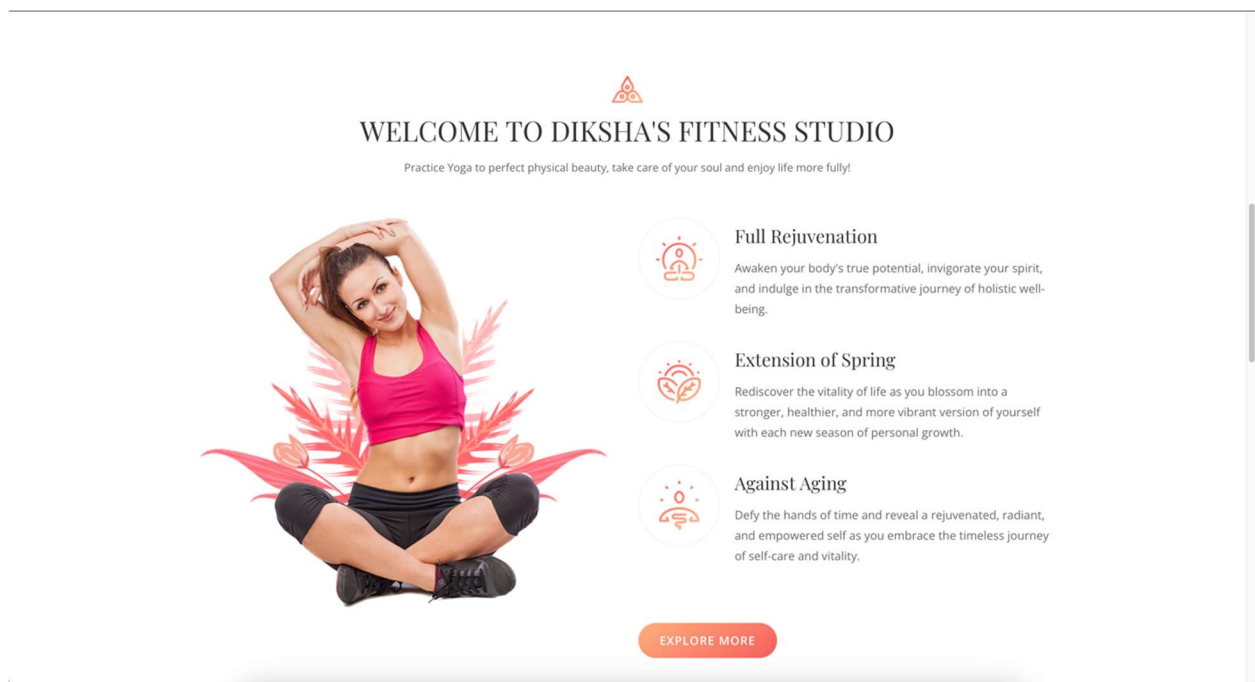 WELCOME TO DIKSHA'S FITNESS STUDIO
Practice Yoga to perfect physical beauty, take care of your soul and enjoy life more fully!
Full Rejuvenation
Awaken your body's true potential, invigorate your spirit,
and indulge in the transformative journey of holistic well-
being.
Extension of Spring
Rediscover the vitality of life as you blossom into a
stronger, healthier, and more vibrant version of yourself
with each new season of personal growth.
Against Aging
Defy the hands of time and reveal a rejuvenated, radiant,
and empowered self as you embrace the timeless journey
of self-care and vitality.
EXPLORE MORE